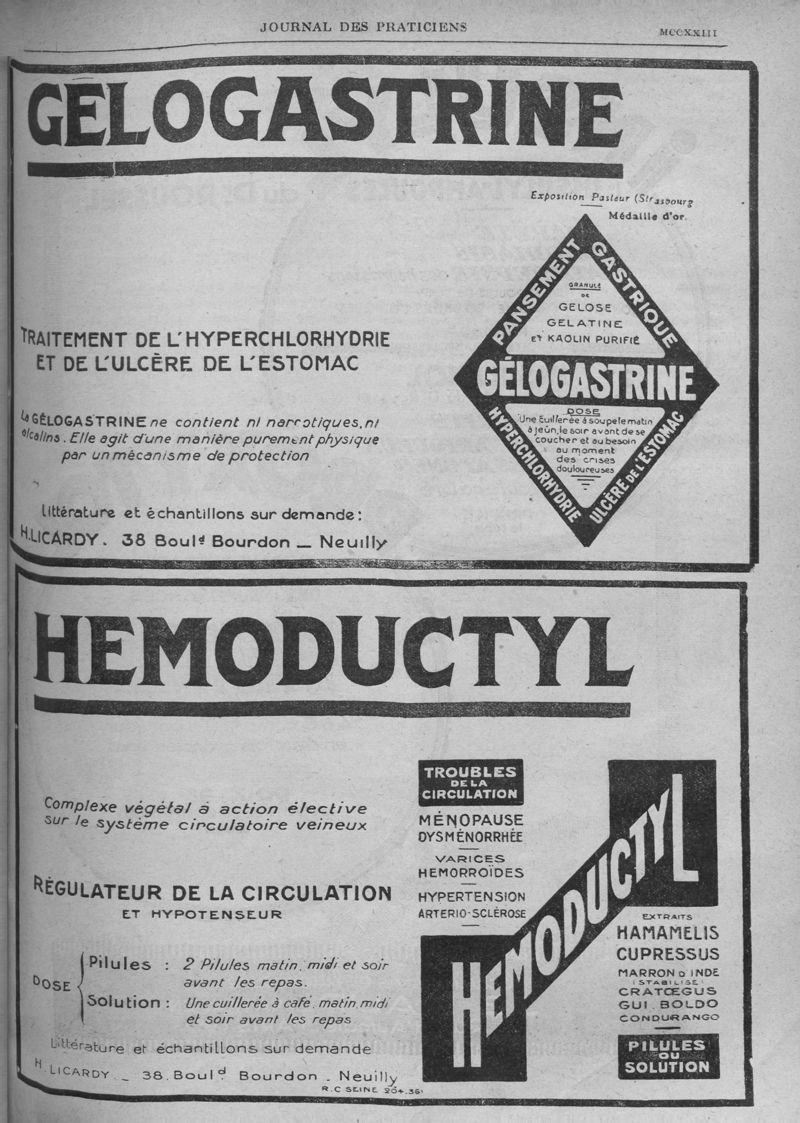 JOURNAL DES PRATICIENS
MCCXXIII
GÉLOGASTRINE
Exposition Pasteur (Strasbourg
Médaille d'or.
TRAITEMENT DE L'HYPERCHLORHYDRIE
ET DE L'ULCÈRE DE L'ESTOMAC
La GÉLOGASTRINE ne contient ni narcotiques, ni
alcalins. Elle agit d'une manière purement physique
par un mécanisme de protection
Littérature et échantillons sur demande:
H. LICARDY. 38 Boulᵈ Bourdon _ Neuilly
PANSEMENT GASTRIQUE
GRANULÉ
DE
GELOSE
GELATINE
ET KAOLIN PURIFIÉ
GÉLOGASTRINE
DOSE
Une cuillerée à soupe le matin
à jeûn, le soir avant de se
coucher et au besoin
au moment
des crises
douloureuses
HYPERCHLORHYDRIE
ULCÈRE DE L'ESTOMAC
HEMODUCTYL
Complexe végétal à action élective
sur le système circulatoire veineux
RÉGULATEUR DE LA CIRCULATION
ET HYPOTENSEUR
DOSE
Pilules : 2 Pilules matin, midi et soir
avant les repas.
Solution : Une cuillerée à café, matin, midi
et soir avant les repas
Littérature et échantillons sur demande
H. LICARDY _ 38. Boulᵈ. Bourdon _ Neuilly
R.C SEINE 204.361
TROUBLES
DE LA
CIRCULATION
MÉNOPAUSE
DYSMÉNORRHÉE
VARICES
HEMORROÏDES
HYPERTENSION
ARTERIO-SCLÉROSE
HEMODUCTYL
EXTRAITS
HAMAMELIS
CUPRESSUS
MARRON D INDE
(STABILISÉ)
CRATŒGUS
GUI. BOLDO
CONDURANGO
PILULES
OU
SOLUTION